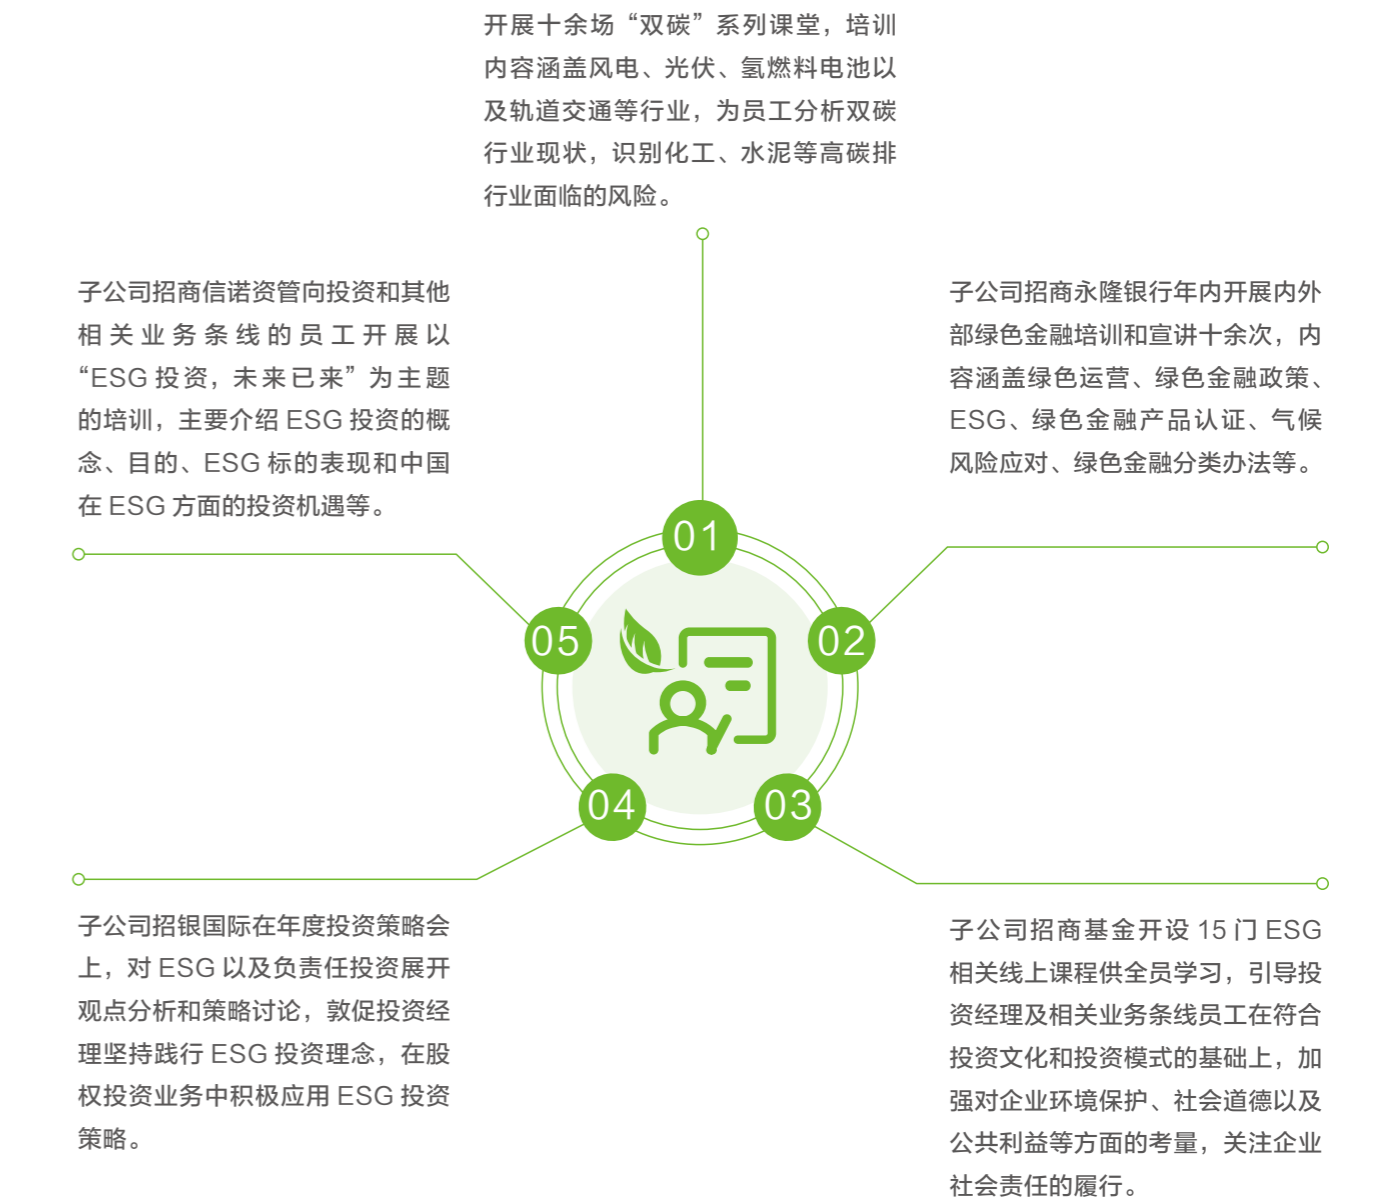 开展十余场“双碳”系列课堂，培训
内容涵盖风电、光伏、氢燃料电池以
及轨道交通等行业，为员工分析双碳
行业现状，识别化工、水泥等高碳排
行业面临的风险。
子公司招商信诺资管向投资和其他
相关业务条线的员工开展以
“ESG 投资，未来已来”为主题
的培训，主要介绍 ESG 投资的概
念、目的、ESG 标的表现和中国
在 ESG 方面的投资机遇等。
子公司招商永隆银行年内开展内外
部绿色金融培训和宣讲十余次，内
容涵盖绿色运营、绿色金融政策、
ESG、绿色金融产品认证、气候
风险应对、绿色金融分类办法等。
01
05
02
04
03
子公司招银国际在年度投资策略会
上，对 ESG 以及负责任投资展开
观点分析和策略讨论，敦促投资经
理坚持践行 ESG 投资理念，在股
权投资业务中积极应用 ESG 投资
策略。
子公司招商基金开设 15 门 ESG
相关线上课程供全员学习，引导投
资经理及相关业务条线员工在符合
投资文化和投资模式的基础上，加
强对企业环境保护、社会道德以及
公共利益等方面的考量，关注企业
社会责任的履行。